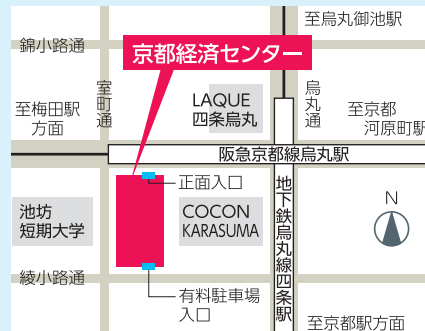 至烏丸御池駅
錦小路通
京都経済センター
室町通
烏丸通
LAQUE
四条烏丸
至梅田駅
方面
至京都
河原町駅
阪急京都線烏丸駅
正面入口
地下鉄烏丸線四条駅
池坊
短期大学
COCON
KARASUMA
N
綾小路通
有料駐車場
入口
至京都駅方面